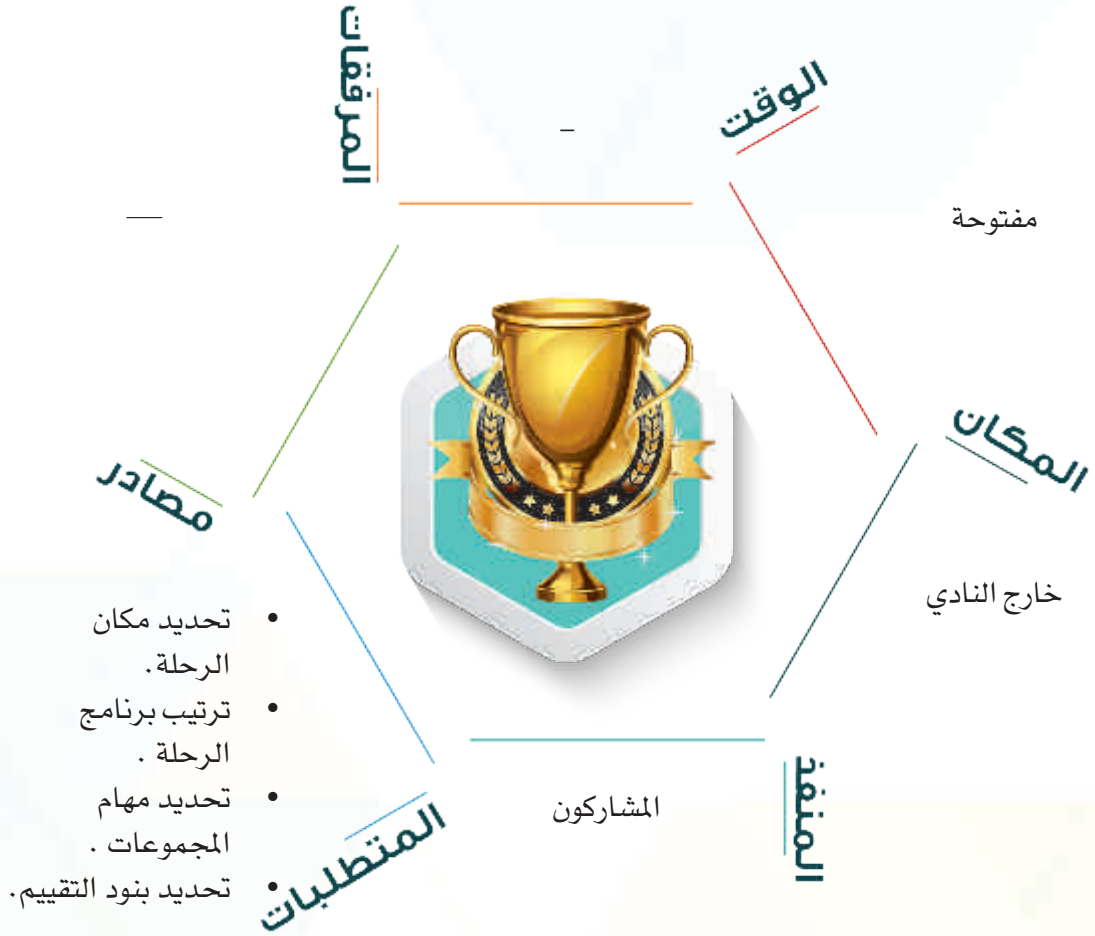 المرفقات
–
الوقت
مفتوحة
—
المكان
خارج النادي
مصادر
• تحديد مكان
الرحلة.
• ترتيب برنامج
الرحلة .
• تحديد مهام
المجموعات .
• تحديد بنود التقييم.
المتطلبات
المشاركون
المنفذ